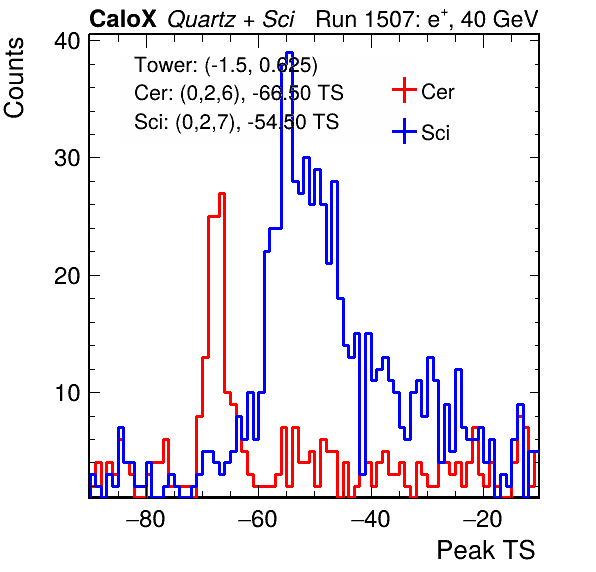 CaloX Quartz + Sci Run 1507: e+, 40 GeV
Counts
40
30
20
10
Tower: (-1.5, 0.625)
Cer: (0,2,6), -66.50 TS
Sci: (0,2,7), -54.50 TS
Cer
Sci
−80 −60 −40 −20
Peak TS